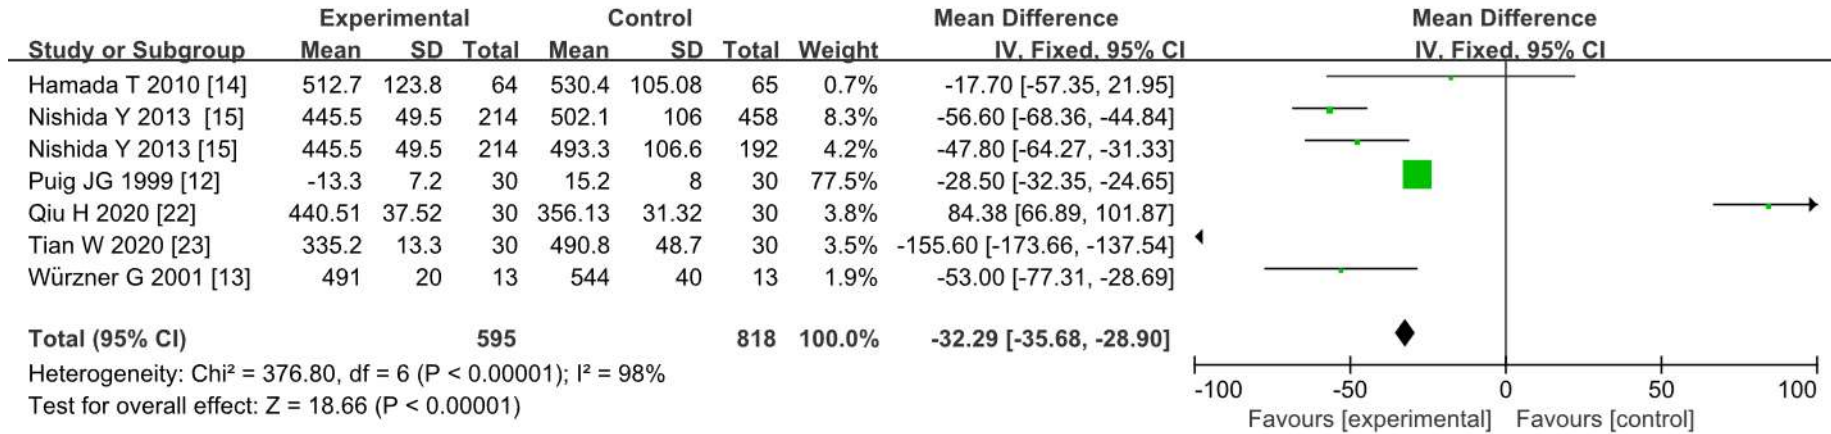 Experimental Control Mean Difference Mean Difference
Study or Subgroup Mean SD Total Mean SD Total Weight IV, Fixed, 95% CI IV, Fixed, 95% CI
Hamada T 2010 [14] 512.7 123.8 64 530.4 105.08 65 0.7% -17.70 [-57.35, 21.95]
Nishida Y 2013 [15] 445.5 49.5 214 502.1 106 458 8.3% -56.60 [-68.36, -44.84]
Nishida Y 2013 [15] 445.5 49.5 214 493.3 106.6 192 4.2% -47.80 [-64.27, -31.33]
Puig JG 1999 [12] -13.3 7.2 30 15.2 8 30 77.5% -28.50 [-32.35, -24.65]
Qiu H 2020 [22] 440.51 37.52 30 356.13 31.32 30 3.8% 84.38 [66.89, 101.87]
Tian W 2020 [23] 335.2 13.3 30 490.8 48.7 30 3.5% -155.60 [-173.66, -137.54]
Würzner G 2001 [13] 491 20 13 544 40 13 1.9% -53.00 [-77.31, -28.69]
Total (95% CI) 595 818 100.0% -32.29 [-35.68, -28.90]
Heterogeneity: Chi² = 376.80, df = 6 (P < 0.00001); I² = 98%
Test for overall effect: Z = 18.66 (P < 0.00001)
-100 -50 0 50 100
Favours [experimental] Favours [control]